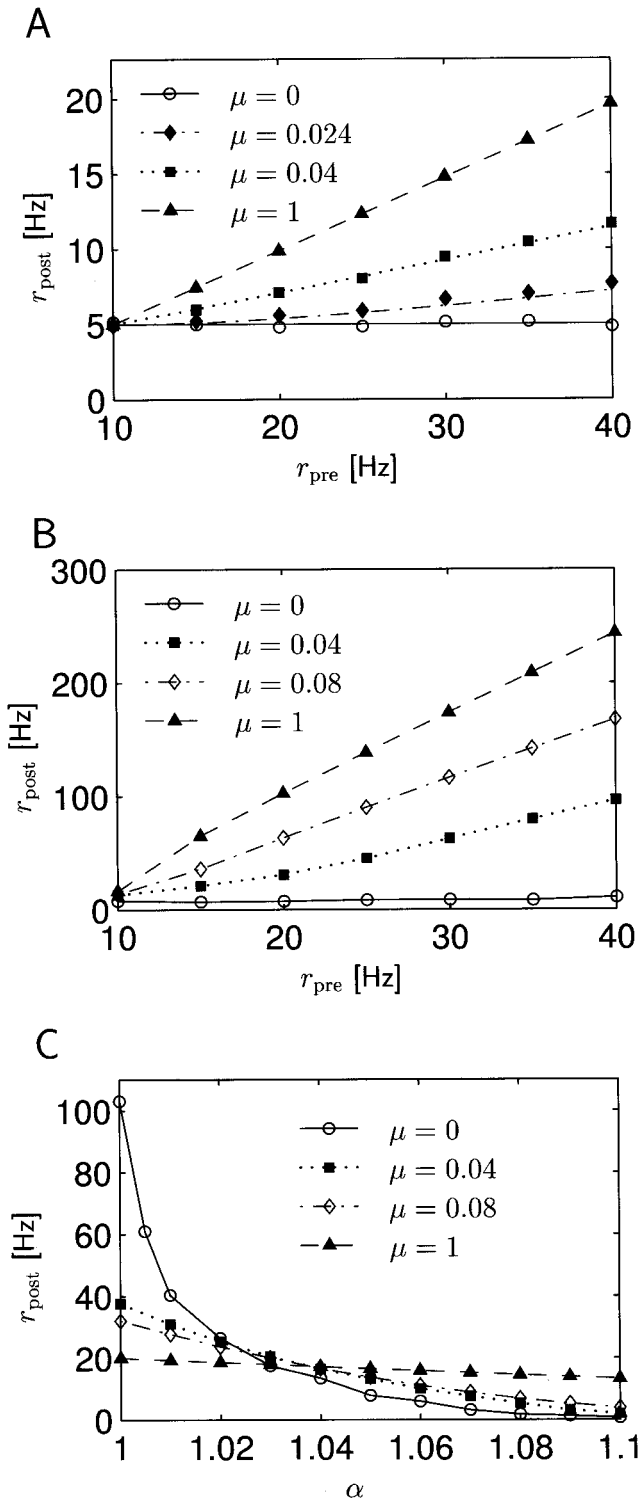 A
μ = 0
μ = 0.024
μ = 0.04
μ = 1
20
15
10
5
0
r_post [Hz]
10 20 30 40
r_pre [Hz]
B
μ = 0
μ = 0.04
μ = 0.08
μ = 1
300
200
100
0
r_post [Hz]
10 20 30 40
r_pre [Hz]
C
μ = 0
μ = 0.04
μ = 0.08
μ = 1
100
80
60
40
20
0
r_post [Hz]
1 1.02 1.04 1.06 1.08 1.1
α